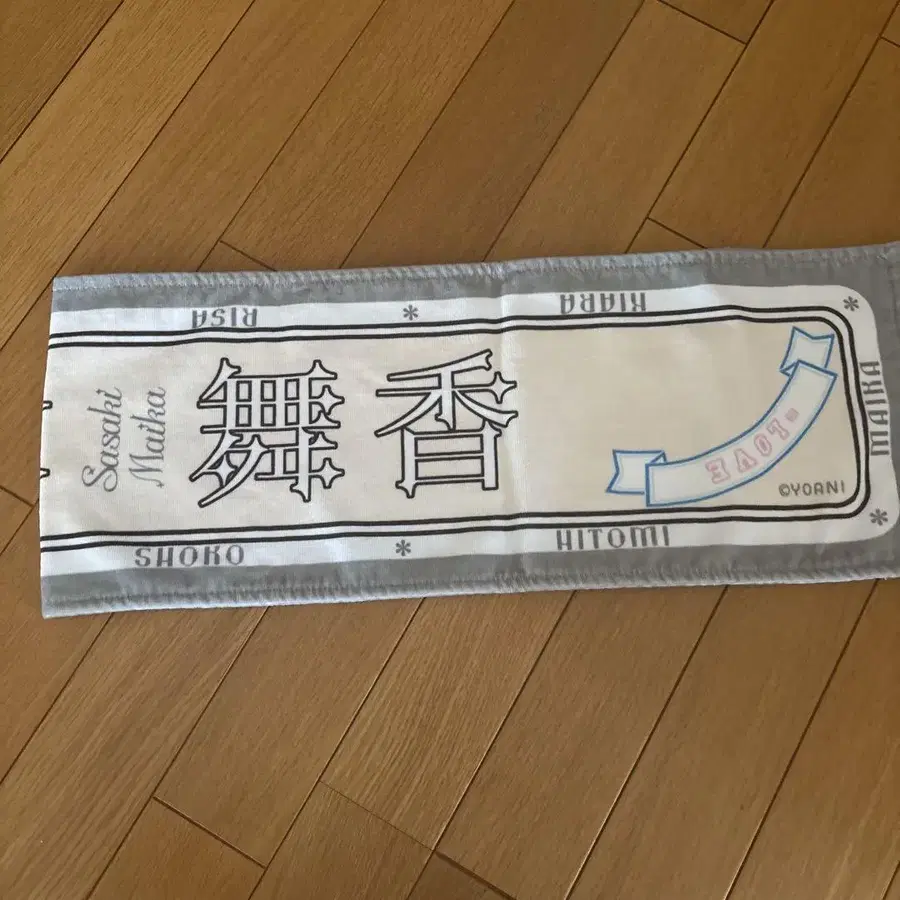 RISA * KIARA *
Sasaki
Maika
舞香
=LOVE
©YOANI
MAIKA
SHOKO * HITOMI *